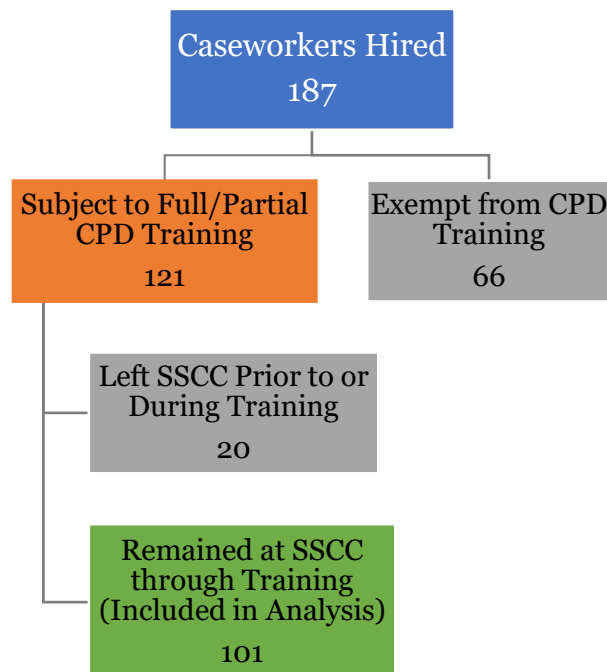 Caseworkers Hired
187
Subject to Full/Partial
CPD Training
121
Exempt from CPD
Training
66
Left SSCC Prior to or
During Training
20
Remained at SSCC
through Training
(Included in Analysis)
101